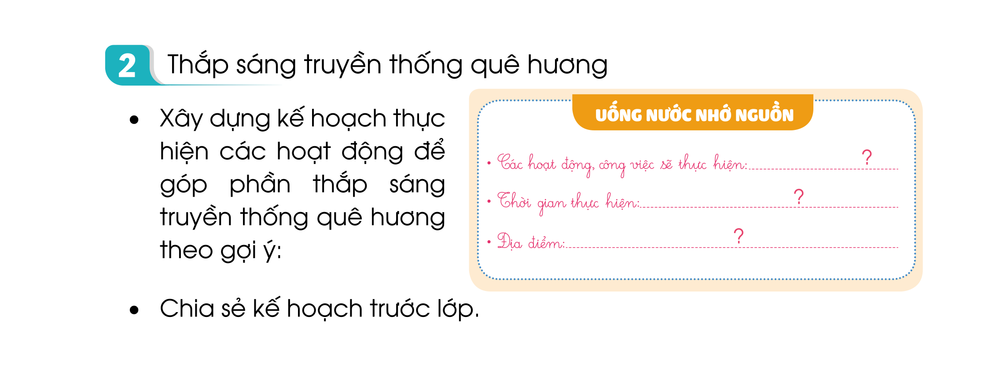 2 Thắp sáng truyền thống quê hương
• Xây dựng kế hoạch thực
hiện các hoạt động để
góp phần thắp sáng
truyền thống quê hương
theo gợi ý:
UỐNG NƯỚC NHỚ NGUỒN
• Các hoạt động, công việc sẽ thực hiện: ?
• Thời gian thực hiện: ?
• Địa điểm: ?
• Chia sẻ kế hoạch trước lớp.